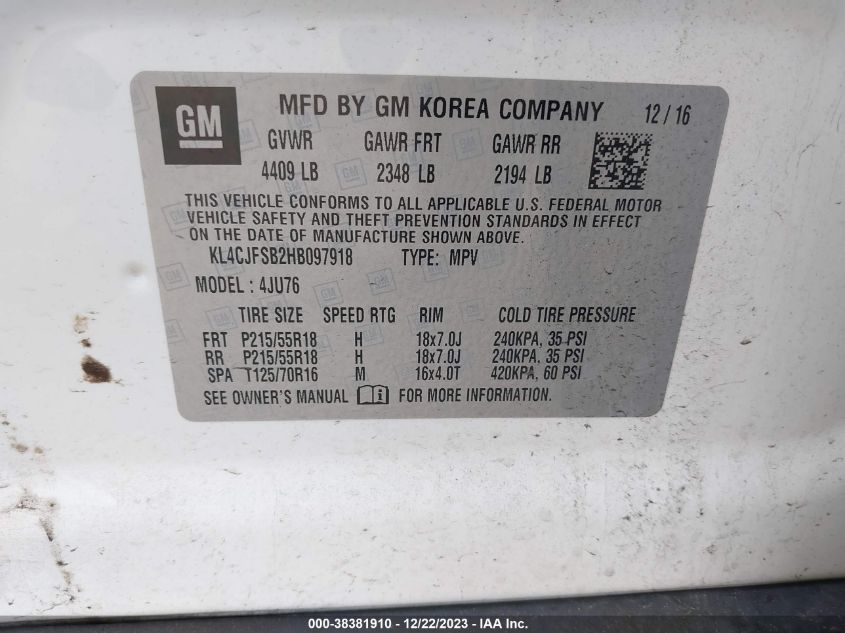 GM
MFD BY GM KOREA COMPANY 12 / 16
GVWR GAWR FRT GAWR RR
4409 LB 2348 LB 2194 LB
THIS VEHICLE CONFORMS TO ALL APPLICABLE U.S. FEDERAL MOTOR
VEHICLE SAFETY AND THEFT PREVENTION STANDARDS IN EFFECT
ON THE DATE OF MANUFACTURE SHOWN ABOVE.
KL4CJFSB2HB097918 TYPE: MPV
MODEL : 4JU76
TIRE SIZE SPEED RTG RIM COLD TIRE PRESSURE
FRT P215/55R18 H 18x7.0J 240KPA, 35 PSI
RR P215/55R18 H 18x7.0J 240KPA, 35 PSI
SPA T125/70R16 M 16x4.0T 420KPA, 60 PSI
SEE OWNER'S MANUAL FOR MORE INFORMATION.
000-38381910 - 12/22/2023 - IAA Inc.